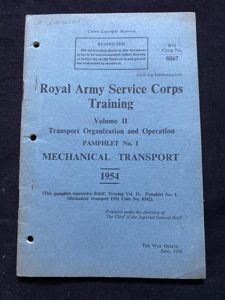 Crown Copyright Reserved
RESTRICTED
The information given in this document
is not to be communicated, either directly
or indirectly, to the Press or to any person
not authorized to receive it.
WO
CODE No.
8867
Royal Army Service Corps
Training
Volume II
Transport Organization and Operation
PAMPHLET No. 1
MECHANICAL TRANSPORT
1954
(This pamphlet supersedes RASC Training Vol. II, Pamphlet No. 1,
Mechanical Transport 1951 Code No. 8542).
Prepared under the direction of
The Chief of the Imperial General Staff
THE WAR OFFICE,
June, 1954